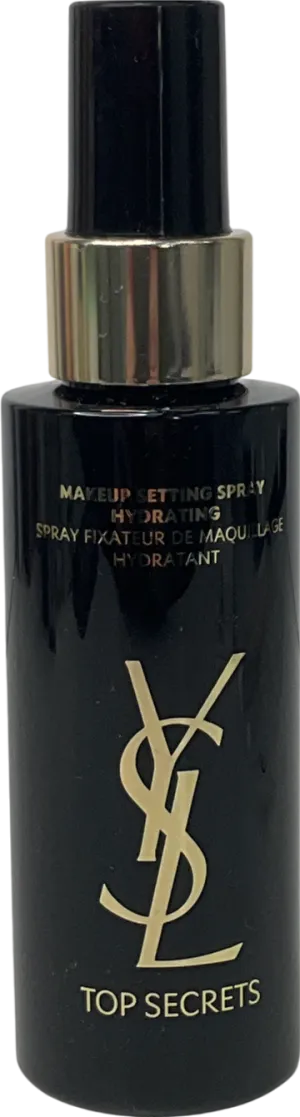 MAKEUP SETTING SPRAY
HYDRATING
SPRAY FIXATEUR DE MAQUILLAGE
HYDRATANT
YSL
TOP SECRETS